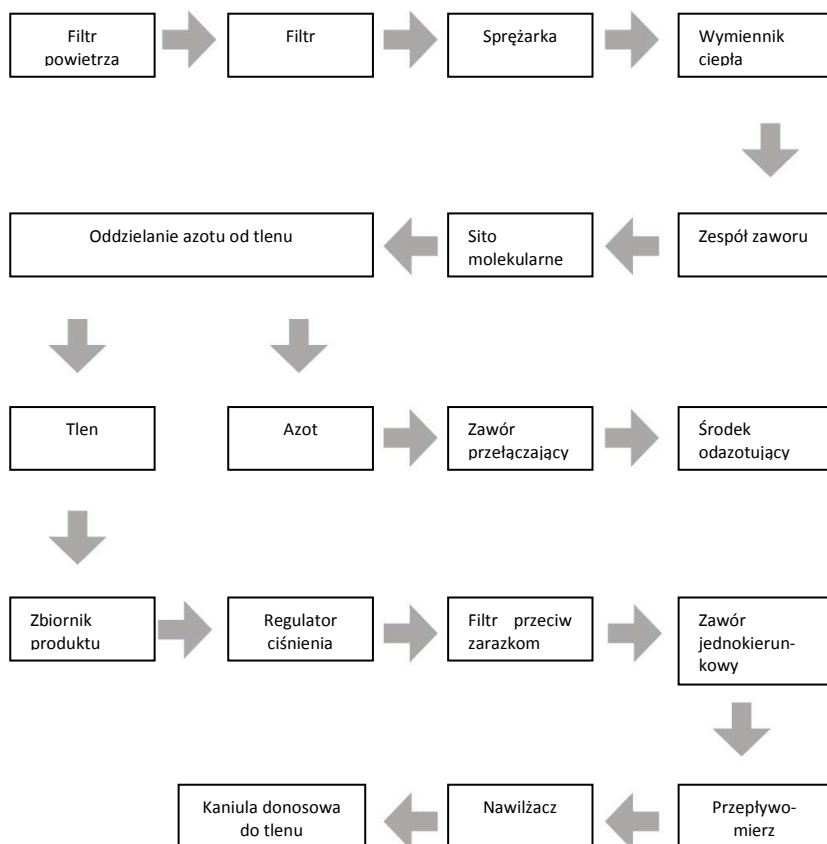 Filtr
powietrza
Filtr
Sprężarka
Wymiennik
ciepła
Oddzielanie azotu od tlenu
Sito
molekularne
Zespół zaworu
Tlen
Azot
Zawór
przełączający
Środek
odazotujący
Zbiornik
produktu
Regulator
ciśnienia
Filtr przeciw
zarazkom
Zawór
jednokierun-
kowy
Kaniula donosowa
do tlenu
Nawilżacz
Przepływo-
mierz